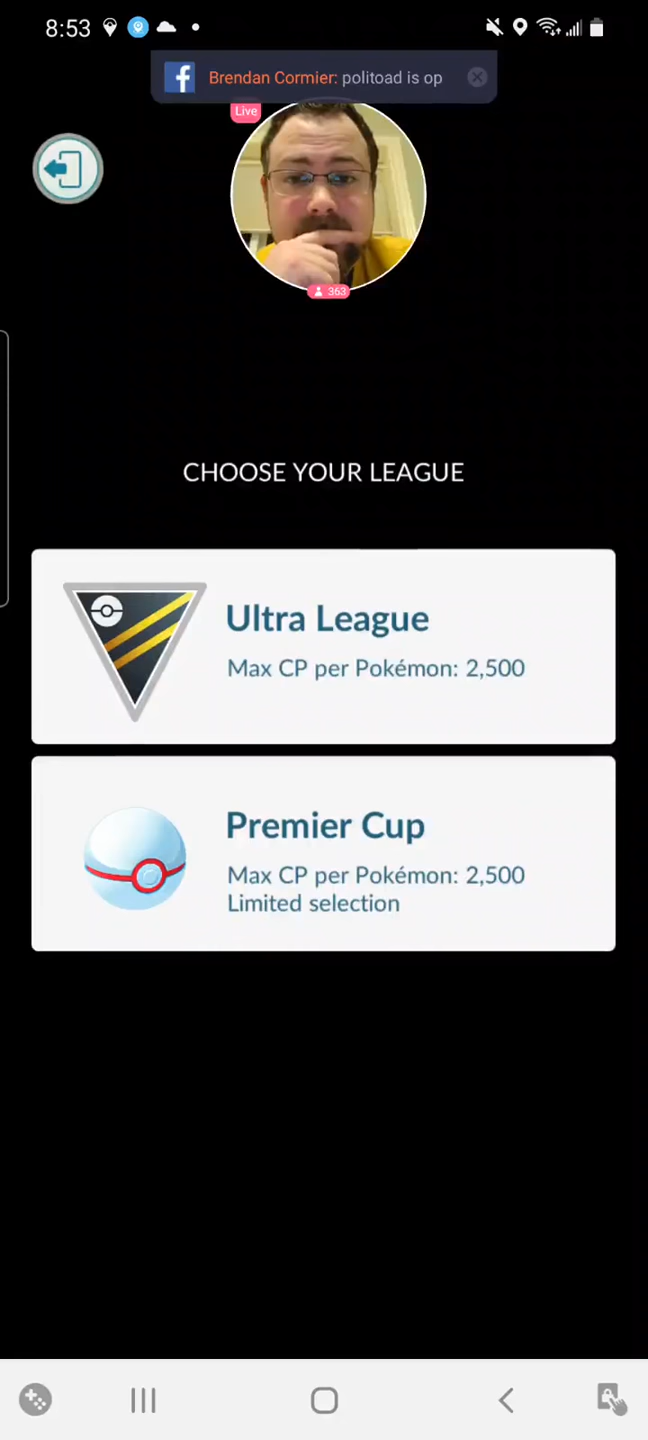 8:53
Brendan Cormier: politoad is op
Live
363
CHOOSE YOUR LEAGUE
Ultra League
Max CP per Pokémon: 2,500
Premier Cup
Max CP per Pokémon: 2,500
Limited selection